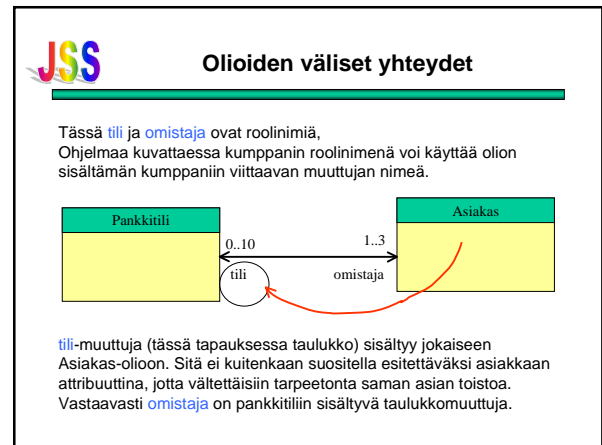 JSS
Olioiden väliset yhteydet
Tässä tili ja omistaja ovat roolinimiä,
Ohjelmaa kuvattaessa kumppanin roolinimenä voi käyttää olion
sisältämän kumppaniin viittaavan muuttujan nimeä.
Pankkitili
Asiakas
0..10
1..3
tili
omistaja
tili-muuttuja (tässä tapauksessa taulukko) sisältyy jokaiseen
Asiakas-olioon. Sitä ei kuitenkaan suositella esitettäväksi asiakkaan
attribuuttina, jotta vältettäisiin tarpeetonta saman asian toistoa.
Vastaavasti omistaja on pankkitiliin sisältyvä taulukkomuuttuja.